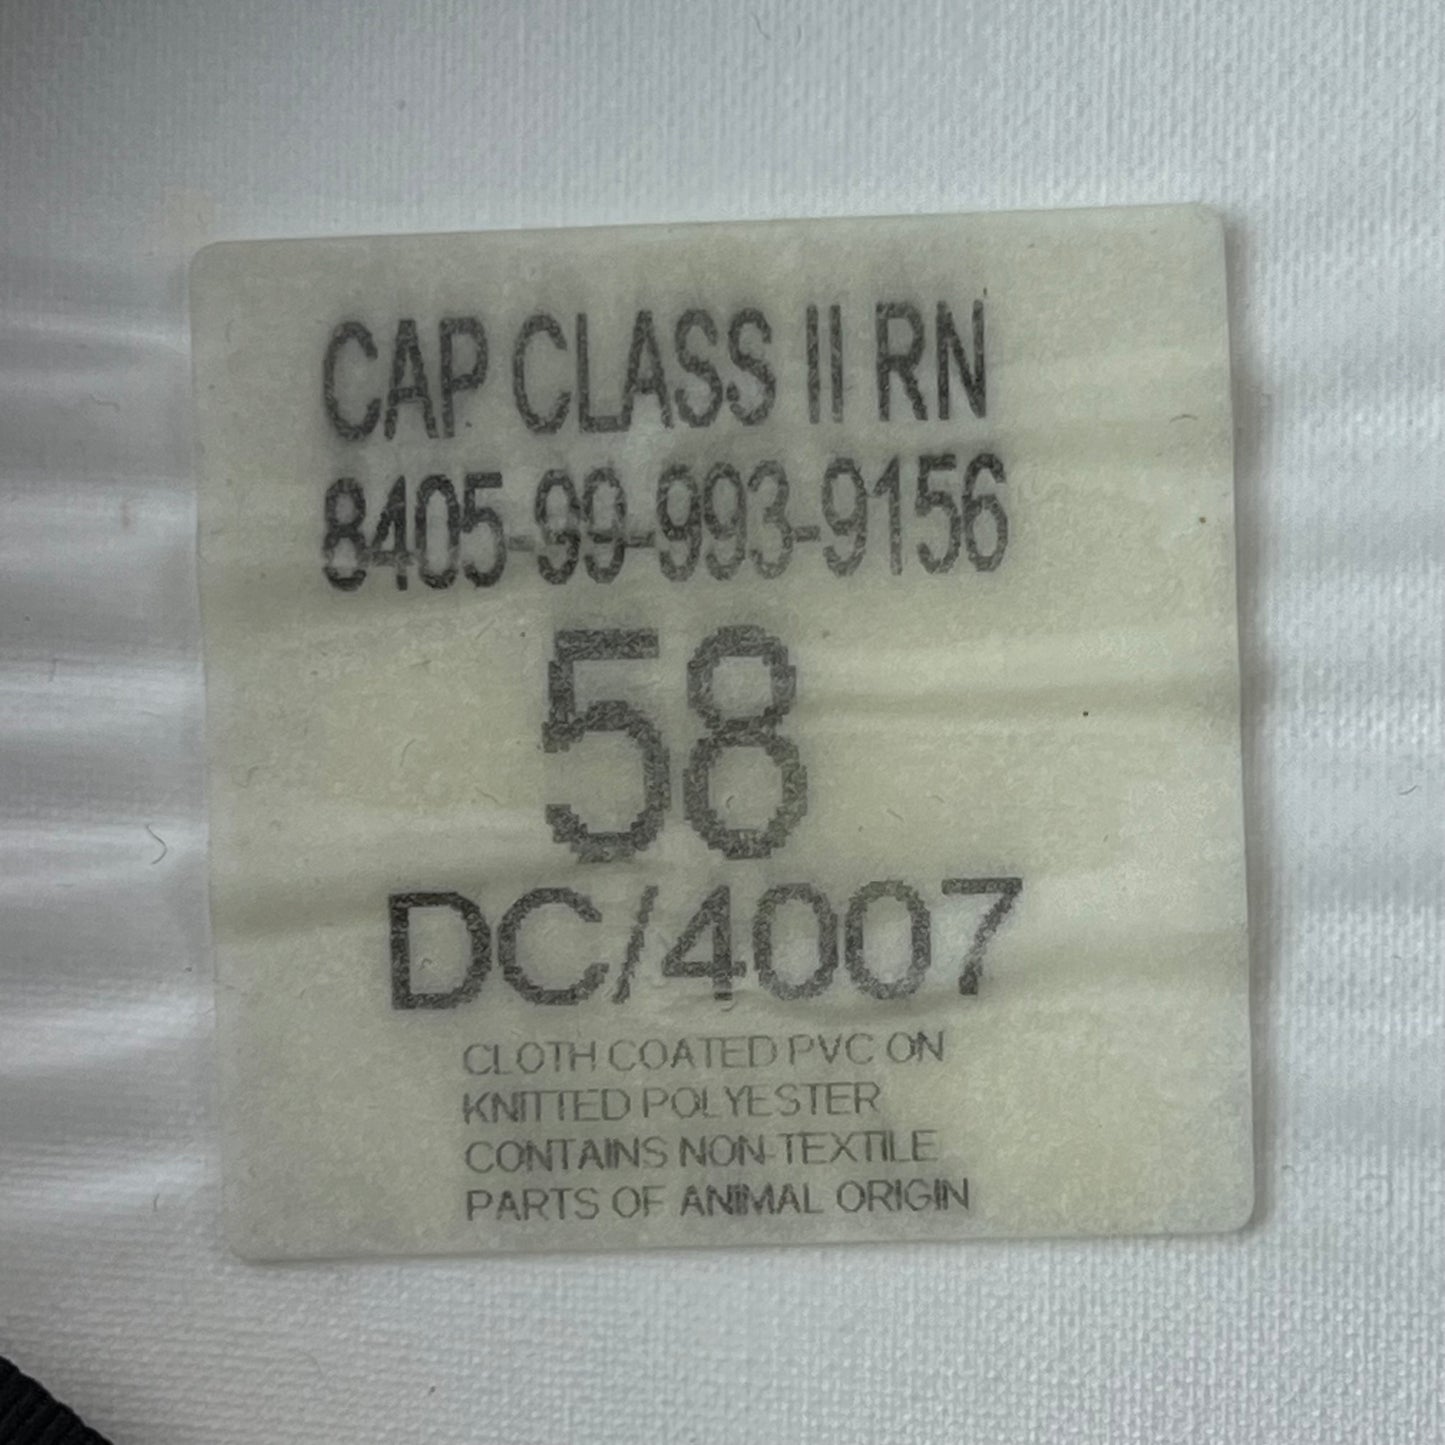 CAP CLASS II RN
8405-99-993-9156
58
DC/4007
CLOTH COATED PVC ON
KNITTED POLYESTER
CONTAINS NON-TEXTILE
PARTS OF ANIMAL ORIGIN